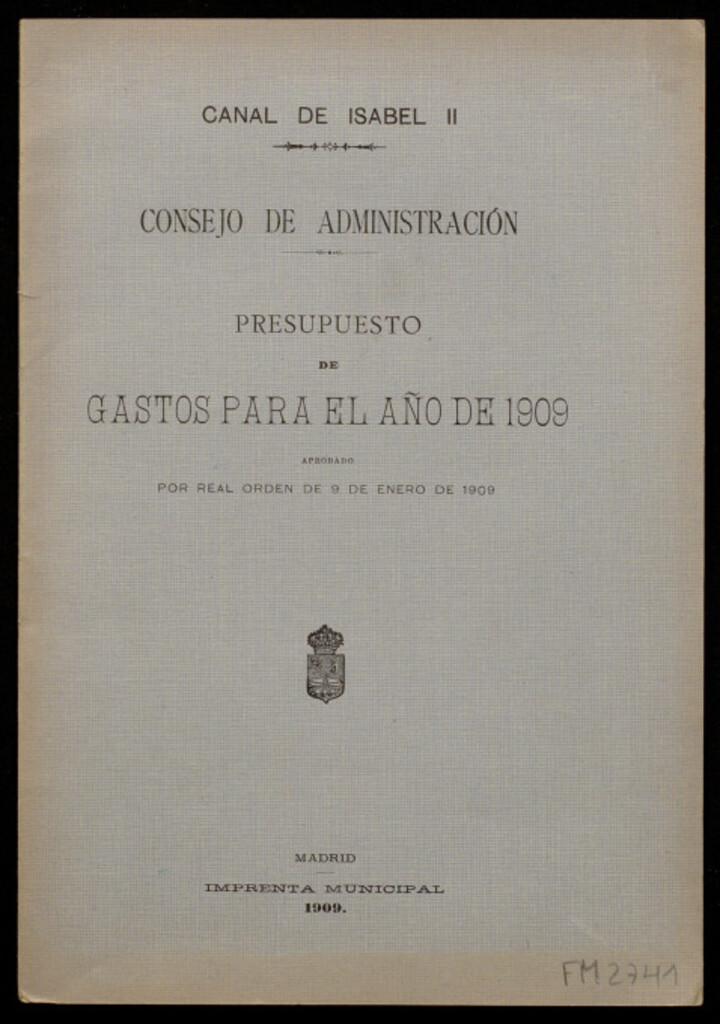 CANAL DE ISABEL II
CONSEJO DE ADMINISTRACIÓN
PRESUPUESTO
DE
GASTOS PARA EL AÑO DE 1909
APROBADO
POR REAL ORDEN DE 9 DE ENERO DE 1909
MADRID
IMPRENTA MUNICIPAL
1909.
FM2741